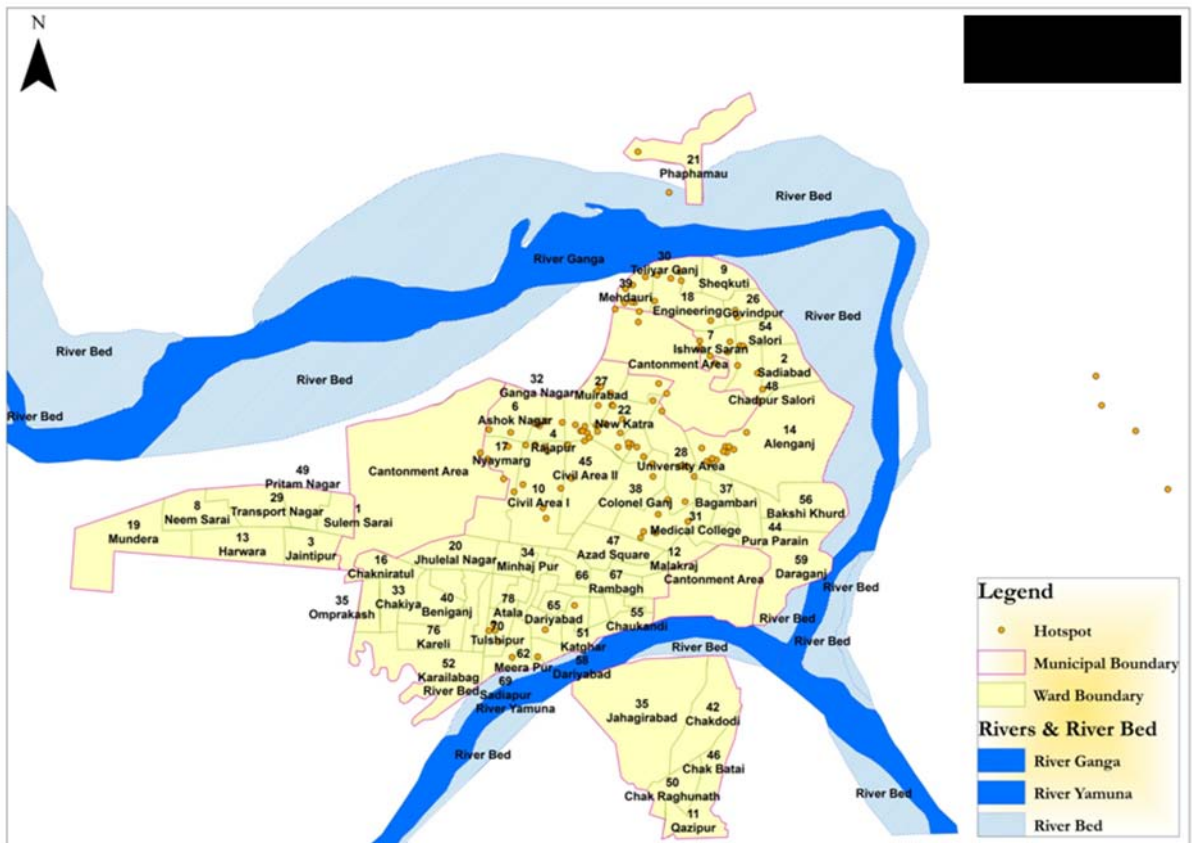 N
21
Phaphamau
River Bed
River Ganga
30
Teliyar Ganj
9
Sheqkuti
39
Mehdauri
18
Engineering
26
Govindpur
River Bed
54
Salori
7
Ishwar Saran
River Bed
2
Sadiabad
Cantonment Area
River Bed
32
Ganga Nagar
27
Muirabad
48
Chadpur Salori
River Bed
6
Ashok Nagar
22
New Katra
14
Alenganj
4
Rajapur
17
Nyaymarg
28
University Area
45
Civil Area II
Cantonment Area
49
Pritam Nagar
10
Civil Area I
38
Colonel Ganj
37
Bagambari
56
Bakshi Khurd
29
Transport Nagar
8
Neem Sarai
1
Sulem Sarai
31
Medical College
44
Pura Parain
19
Mundera
13
Harwara
3
Jaintipur
20
Jhulelal Nagar
34
Minhaj Pur
47
Azad Square
12
Malakraj
59
Daraganj
16
Chakniratul
66
67
Rambagh
Cantonment Area
River Bed
35
Omprakash
33
Chakiya
40
Beniganj
78
Atala
65
Dariyabad
55
Chaukandi
River Bed
76
Kareli
70
Tulshipur
51
Katghar
River Bed
River Bed
52
Karailabag
62
Meera Pur
58
Dariyabad
River Bed
69
Sadiapur
River Yamuna
35
Jahagirabad
42
Chakdodi
River Bed
46
Chak Batai
50
Chak Raghunath
River Bed
11
Qazipur
Legend
Hotspot
Municipal Boundary
Ward Boundary
Rivers & River Bed
River Ganga
River Yamuna
River Bed